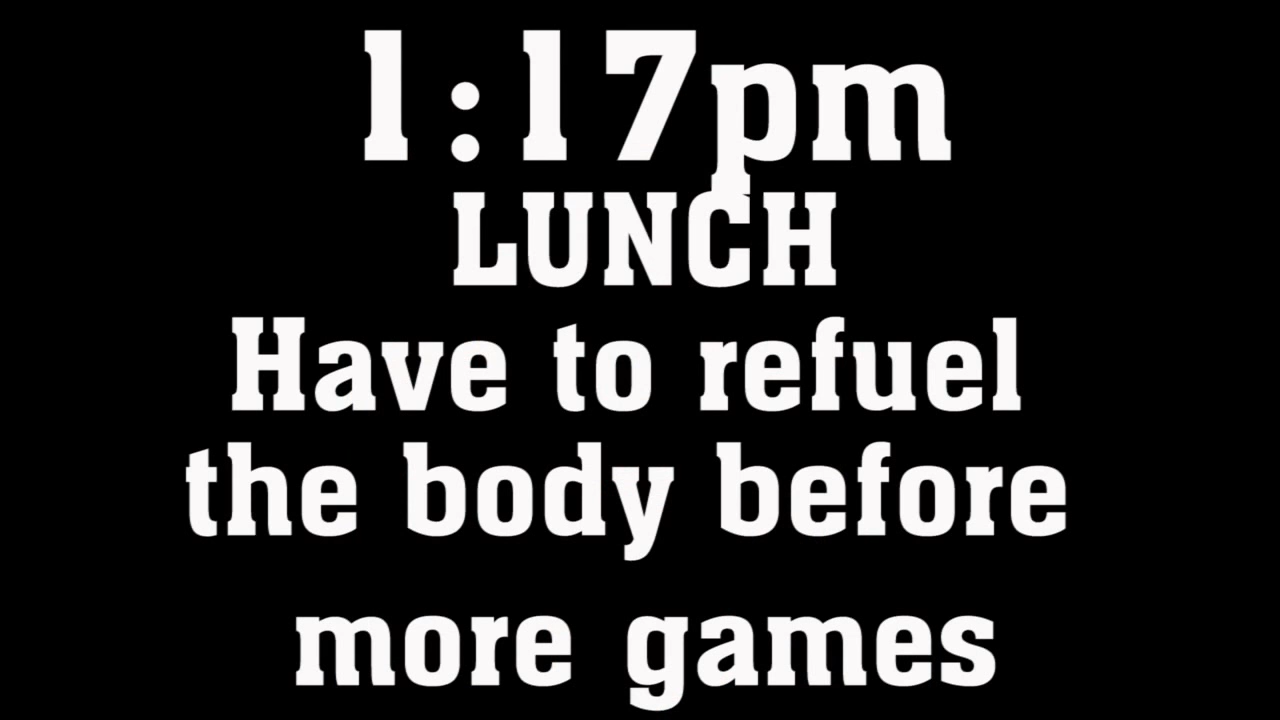 1:17pm
LUNCH
Have to refuel
the body before
more games